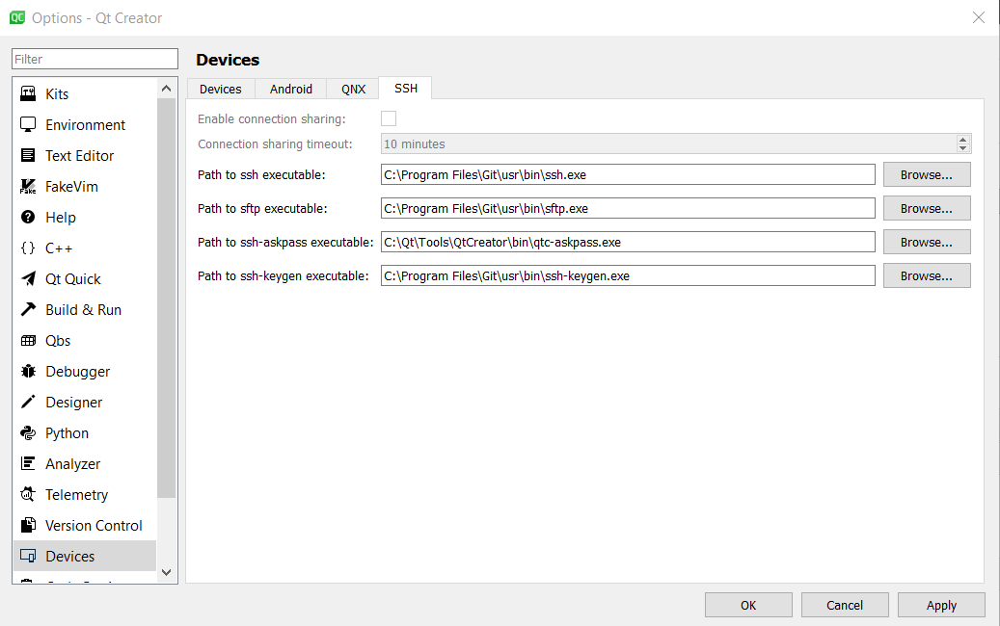 QC Options - Qt Creator
Filter
Kits
Environment
Text Editor
FakeVim
Help
C++
Qt Quick
Build & Run
Qbs
Debugger
Designer
Python
Analyzer
Telemetry
Version Control
Devices
Devices
Devices Android QNX SSH
Enable connection sharing:
Connection sharing timeout: 10 minutes
Path to ssh executable: C:\Program Files\Git\usr\bin\ssh.exe Browse...
Path to sftp executable: C:\Program Files\Git\usr\bin\sftp.exe Browse...
Path to ssh-askpass executable: C:\Qt\Tools\QtCreator\bin\qtc-askpass.exe Browse...
Path to ssh-keygen executable: C:\Program Files\Git\usr\bin\ssh-keygen.exe Browse...
OK Cancel Apply